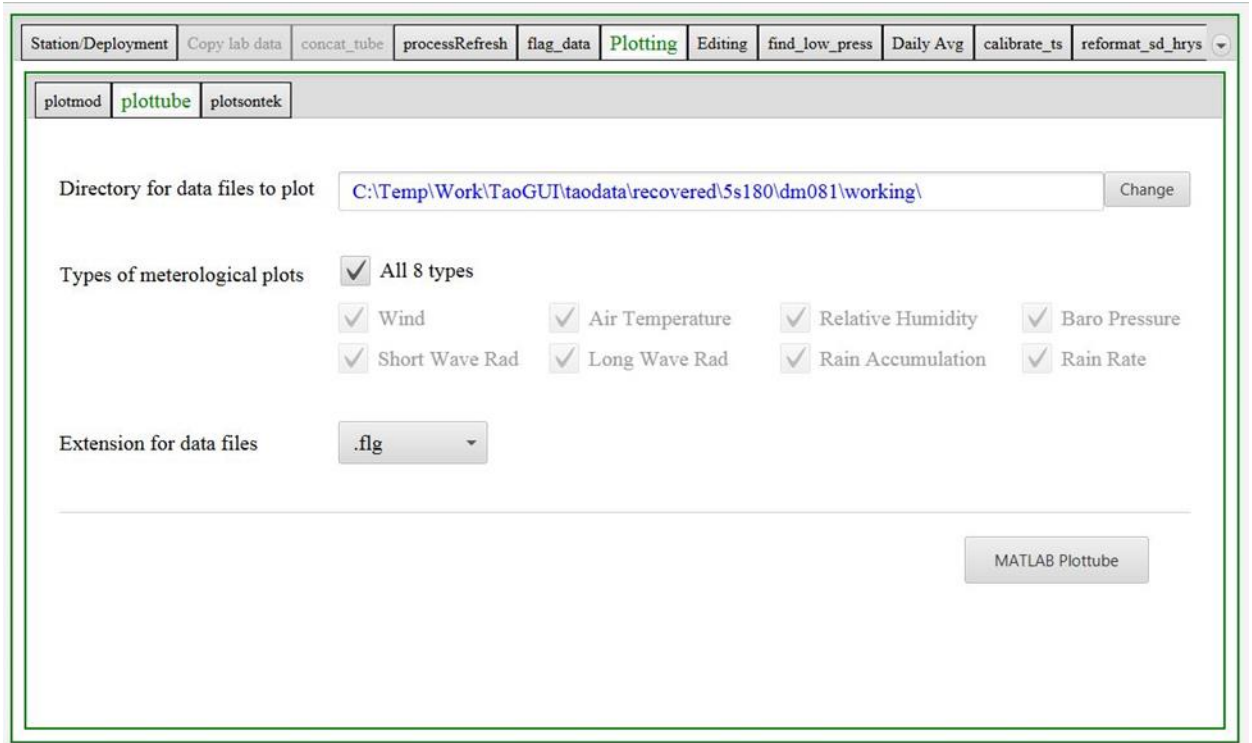 Station/Deployment Copy lab data concat_tube processRefresh flag_data Plotting Editing find_low_press Daily Avg calibrate_ts reformat_sd_hrys
plotmod plottube plotsontek
Directory for data files to plot C:\Temp\Work\TaoGUI\taodata\recovered\5s180\dm081\working\ Change
Types of meterological plots All 8 types
Wind Air Temperature Relative Humidity Baro Pressure
Short Wave Rad Long Wave Rad Rain Accumulation Rain Rate
Extension for data files .flg
MATLAB Plottube